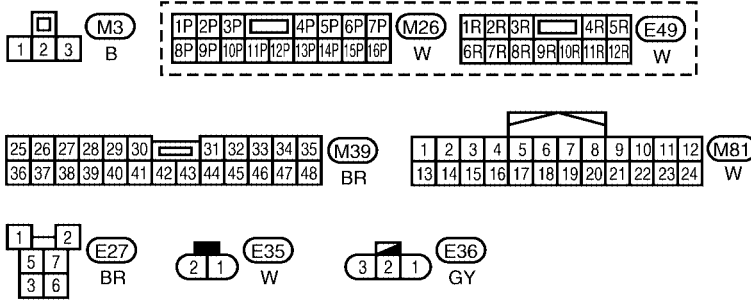 1 2 3 M3 B
1P 2P 3P 4P 5P 6P 7P M26
8P 9P 10P 11P 12P 13P 14P 15P 16P W
1R 2R 3R 4R 5R E49
6R 7R 8R 9R 10R 11R 12R W
25 26 27 28 29 30 31 32 33 34 35 M39
36 37 38 39 40 41 42 43 44 45 46 47 48 BR
1 2 3 4 5 6 7 8 9 10 11 12 M81
13 14 15 16 17 18 19 20 21 22 23 24 W
1 2 E27
5 7 BR
3 6
2 1 E35 W
3 2 1 E36 GY